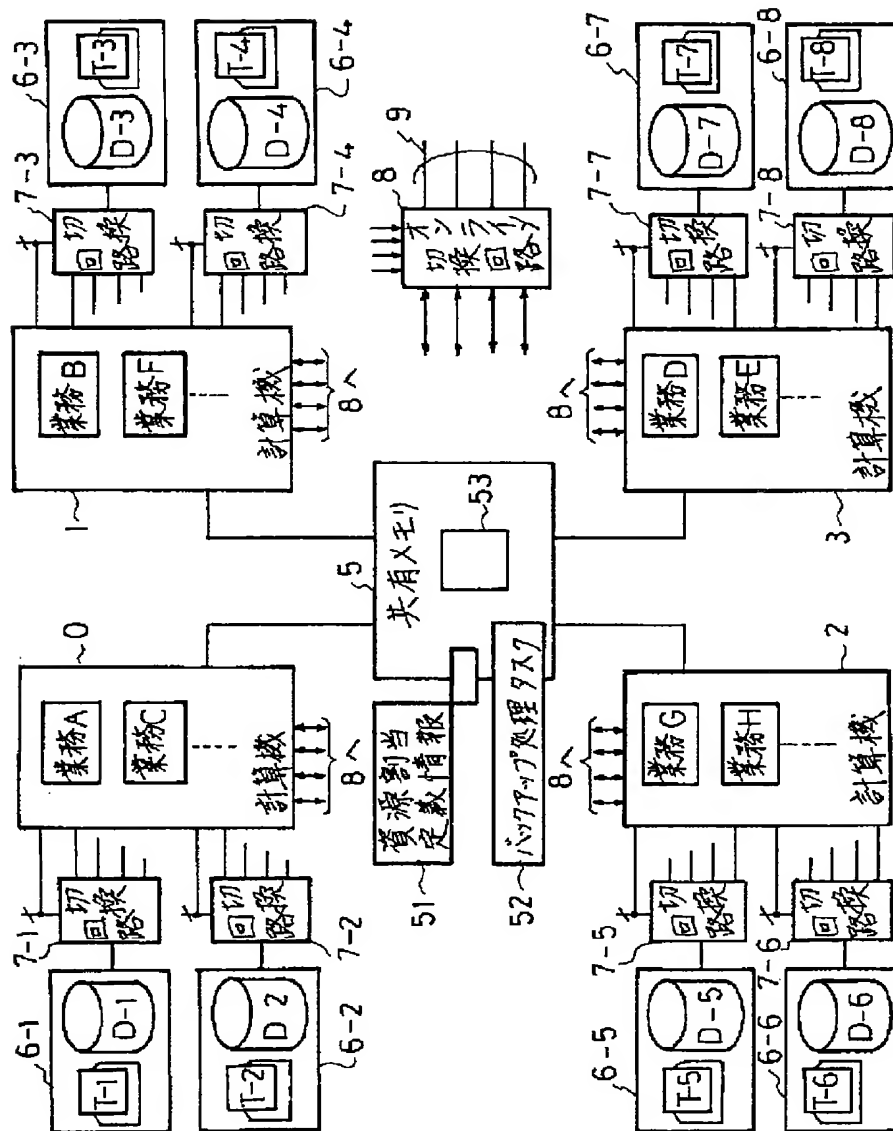 6-1
T-1
D-1
7-1
切換
回路
6-2
T-2
D2
7-2
切換
回路
0
業務A
業務C
計算機
8へ
1
業務B
業務F
計算機
8へ
7-3
切換
回路
6-3
D-3
T-3
7-4
切換
回路
6-4
D-4
T-4
資源割当
定義情報
51
バックアップ処理タスク
52
5
共有メモリ
53
8
オンライン
切換回路
9
6-5
T-5
D-5
7-5
切換
回路
6-6
T-6
D-6
7-6
切換
回路
2
業務G
業務H
計算機
8へ
3
業務D
業務E
計算機
8へ
7-7
切換
回路
6-7
D-7
T-7
7-8
切換
回路
6-8
D-8
T-8